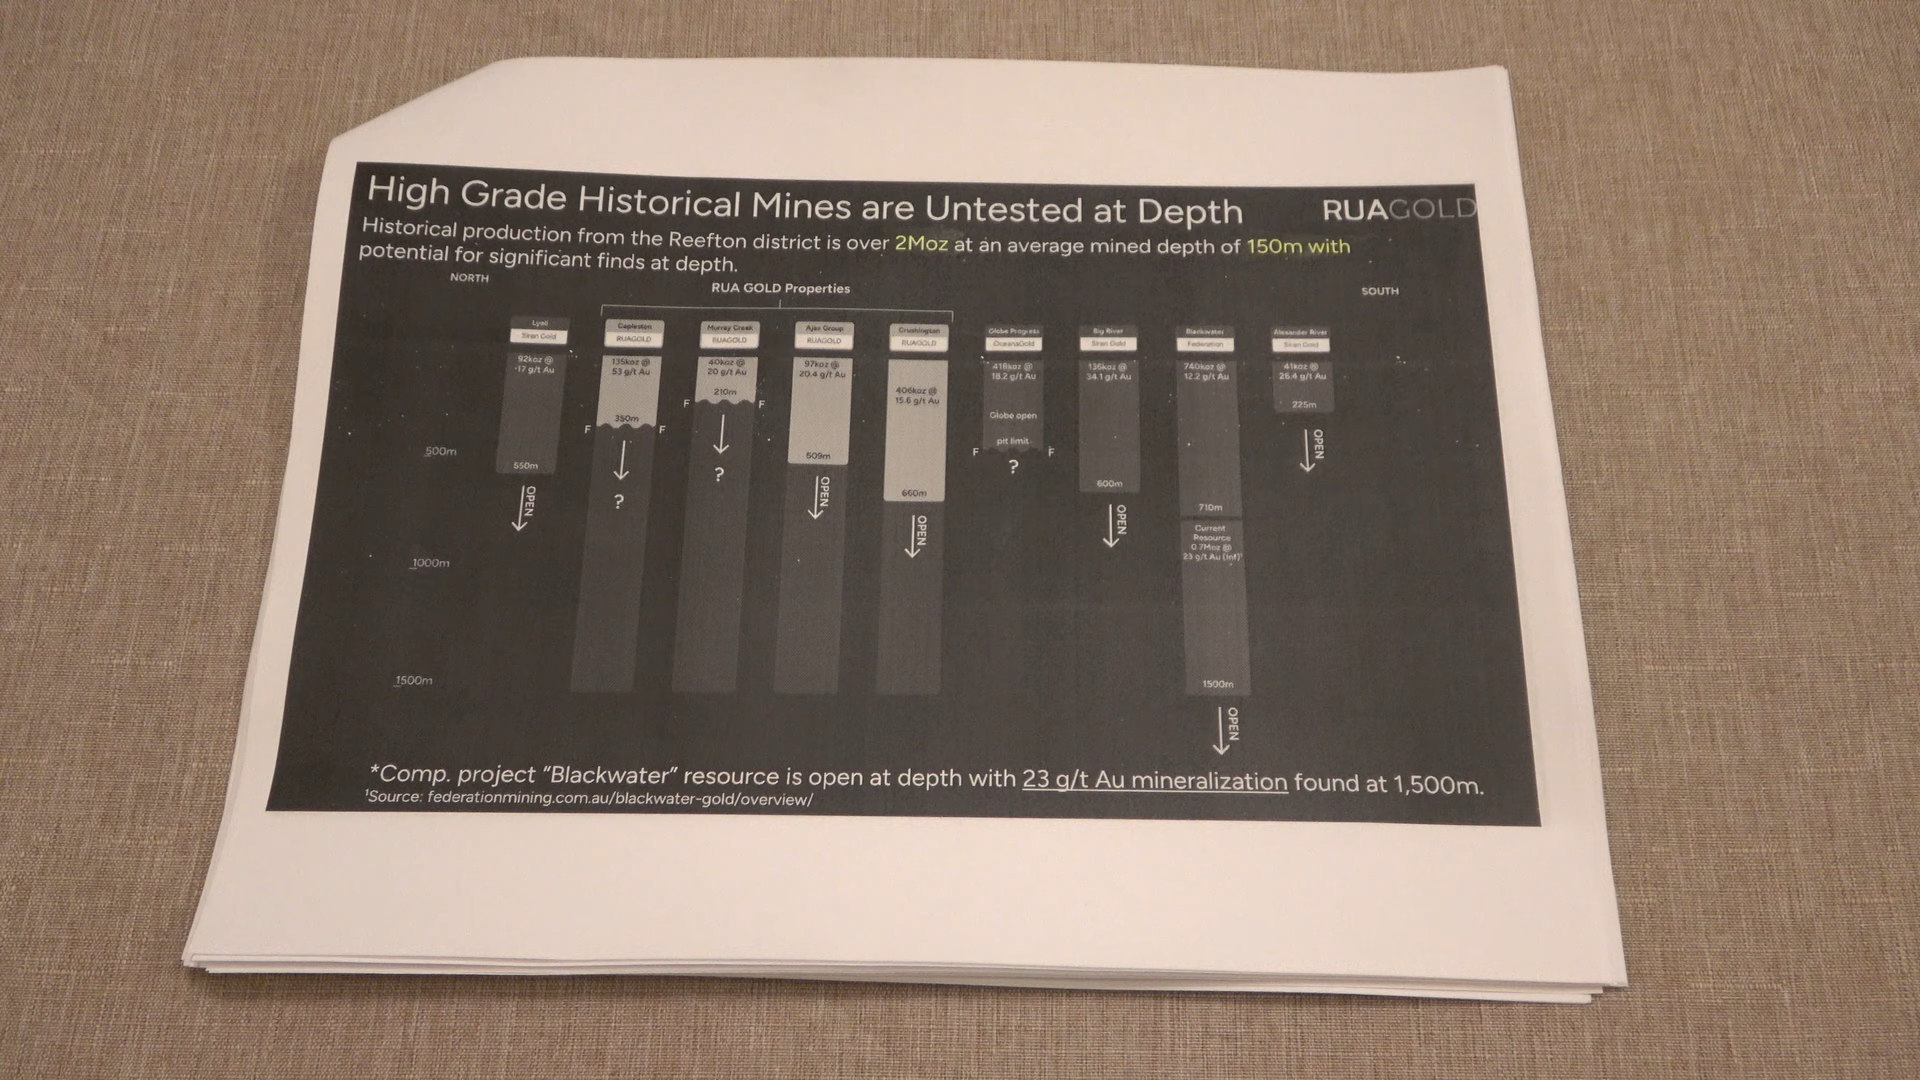 High Grade Historical Mines are Untested at Depth
RUAGOLD
Historical production from the Reefton district is over 2Moz at an average mined depth of 150m with
potential for significant finds at depth.
NORTH
RUA GOLD Properties
SOUTH
Lyell
Siren Gold
92koz @
17 g/t Au
550m
OPEN
Capleston
RUAGOLD
135koz @
53 g/t Au
350m
F
F
?
Murray Creek
RUAGOLD
40koz @
20 g/t Au
210m
F
F
?
Ajax Group
RUAGOLD
97koz @
20.4 g/t Au
509m
OPEN
Crushington
RUAGOLD
406koz @
15.6 g/t Au
660m
OPEN
Globe Progress
OceanaGold
418koz @
18.2 g/t Au
Globe open
pit limit
F
F
?
Big River
Siren Gold
135koz @
34.1 g/t Au
600m
OPEN
Blackwater
Federation
740koz @
12.2 g/t Au
710m
Current
Resource
0.7Moz @
23 g/t Au (Inf)¹
1500m
OPEN
Alexander River
Siren Gold
41koz @
26.4 g/t Au
225m
OPEN
500m
1000m
1500m
*Comp. project “Blackwater” resource is open at depth with 23 g/t Au mineralization found at 1,500m.
¹Source: federationmining.com.au/blackwater-gold/overview/